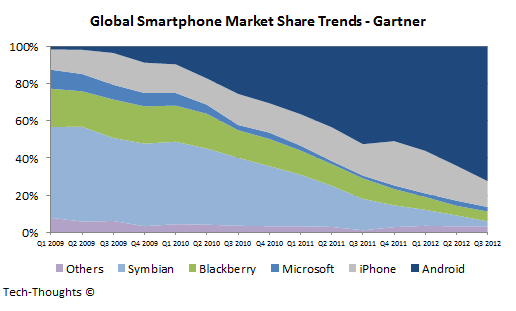 Global Smartphone Market Share Trends - Gartner
100%
80%
60%
40%
20%
0%
Q1 2009 Q2 2009 Q3 2009 Q4 2009 Q1 2010 Q2 2010 Q3 2010 Q4 2010 Q1 2011 Q2 2011 Q3 2011 Q4 2011 Q1 2012 Q2 2012 Q3 2012
Others Symbian Blackberry Microsoft iPhone Android
Tech-Thoughts ©